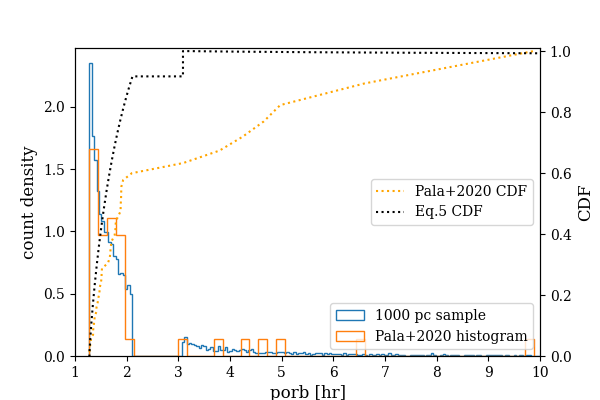 1.0
2.0
0.8
1.5
0.6
Pala+2020 CDF
Eq.5 CDF
count density
CDF
1.0
0.4
0.5
0.2
1000 pc sample
Pala+2020 histogram
0.0
0.0
1 2 3 4 5 6 7 8 9 10
porb [hr]